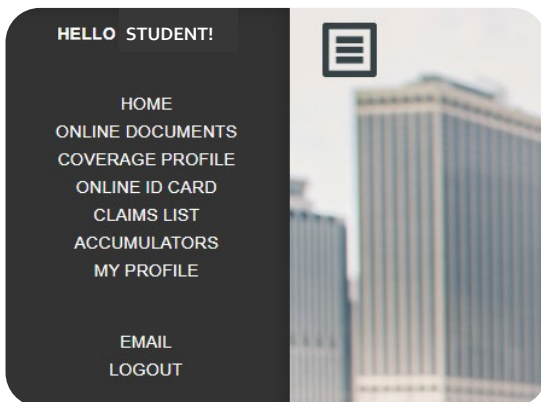 HELLO STUDENT!
HOME
ONLINE DOCUMENTS
COVERAGE PROFILE
ONLINE ID CARD
CLAIMS LIST
ACCUMULATORS
MY PROFILE
EMAIL
LOGOUT